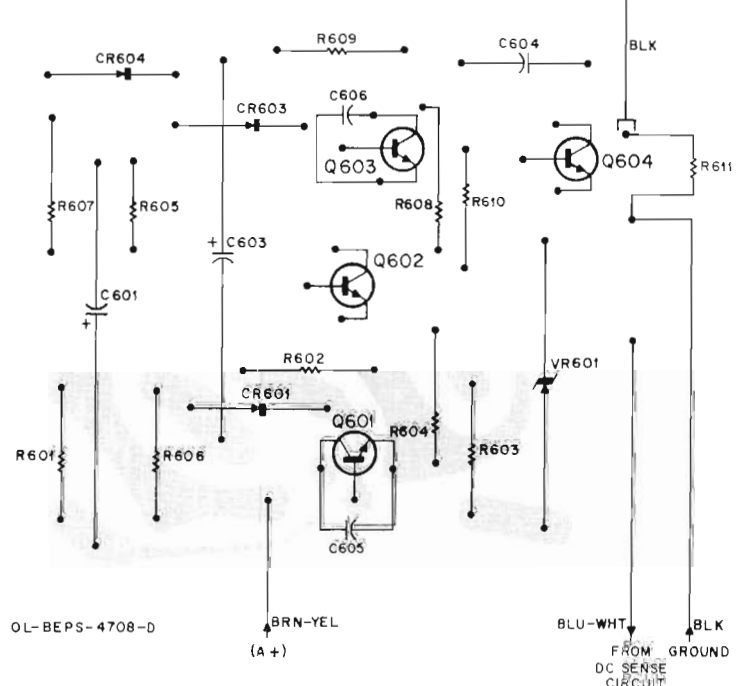 R609
C604
BLK
CR604
C606
CR603
Q603
Q604
R611
R607
R605
R608
R610
+
C603
Q602
C601
+
R602
VR601
CR601
Q601
R604
R601
R606
R603
C605
OL-BEPS-4708-D
BRN-YEL
BLU-WHT
BLK
(A+)
FROM
GROUND
DC SENSE
CIRCUIT